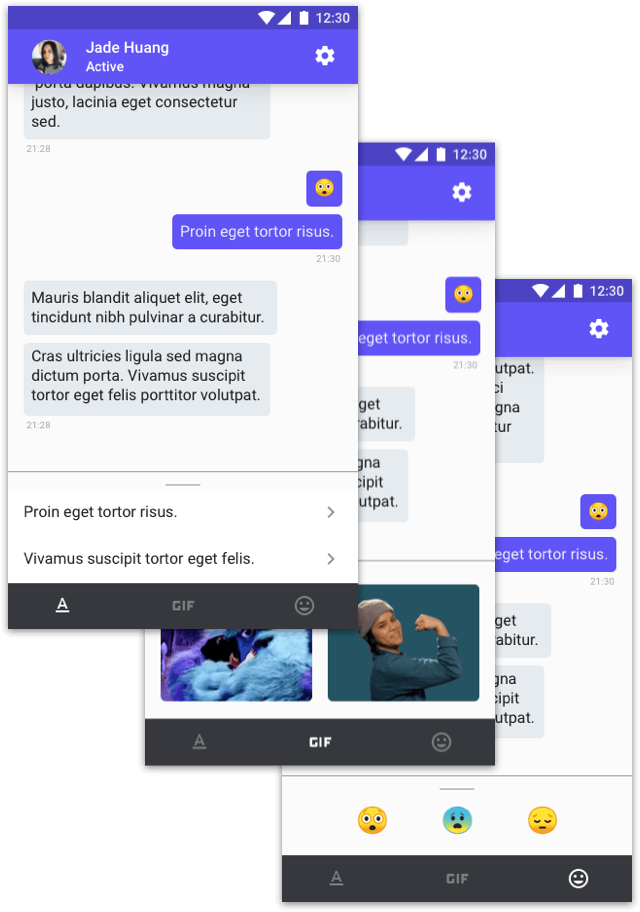 12:30
Jade Huang
Active
porta dapibus. Vivamus magna
justo, lacinia eget consectetur
sed.
21:28
Proin eget tortor risus.
21:30
Mauris blandit aliquet elit, eget
tincidunt nibh pulvinar a curabitur.
Cras ultricies ligula sed magna
dictum porta. Vivamus suscipit
tortor eget felis porttitor volutpat.
21:28
Proin eget tortor risus.
Vivamus suscipit tortor eget felis.
A
GIF
12:30
eget tortor risus.
21:30
get
rabitur.
gna
cipit
utpat.
A
GIF
12:30
utpat.
ci
gna
tur
eget tortor risus.
21:30
get
abitur.
gna
cipit
utpat.
A
GIF